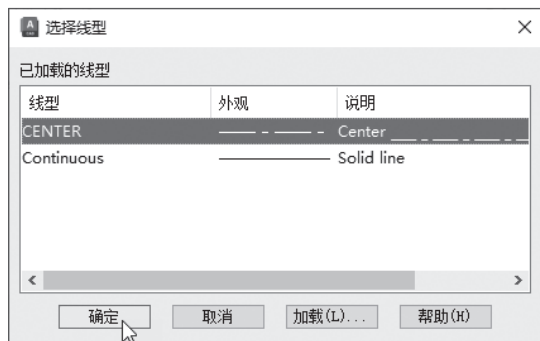 选择线型
已加载的线型
线型 外观 说明
CENTER Center
Continuous Solid line
确定 取消 加载(L)... 帮助(H)